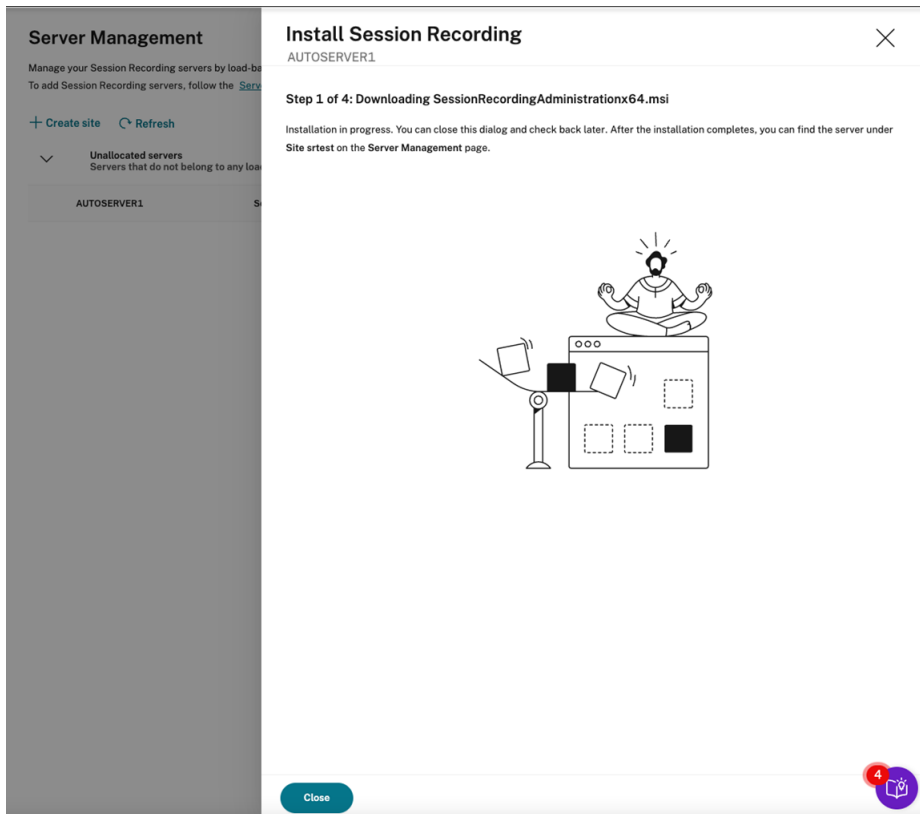 Server Management
Manage your Session Recording servers by load-ba
To add Session Recording servers, follow the Serv
Create site Refresh
Unallocated servers
Servers that do not belong to any loa
AUTOSERVER1 Se
Install Session Recording
AUTOSERVER1
Step 1 of 4: Downloading SessionRecordingAdministrationx64.msi
Installation in progress. You can close this dialog and check back later. After the installation completes, you can find the server under
Site srtest on the Server Management page.
Close
4